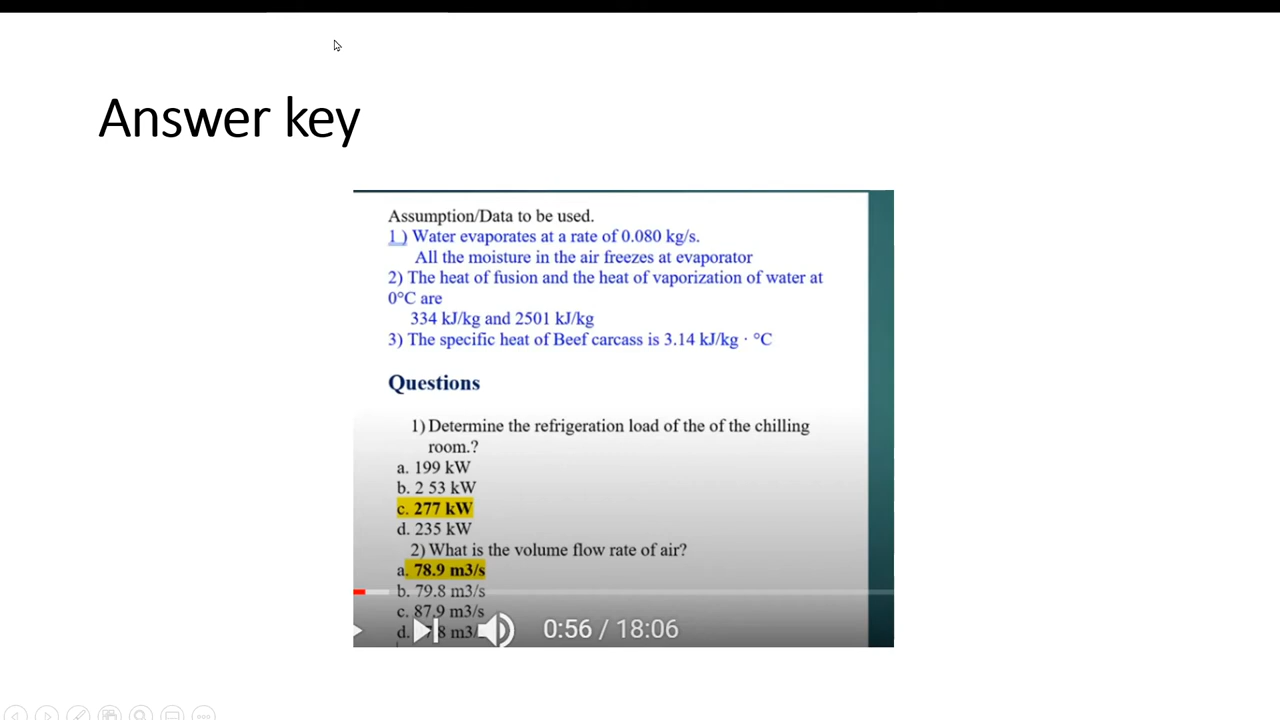 Answer key
Assumption/Data to be used.
1 ) Water evaporates at a rate of 0.080 kg/s.
All the moisture in the air freezes at evaporator
2) The heat of fusion and the heat of vaporization of water at
0°C are
334 kJ/kg and 2501 kJ/kg
3) The specific heat of Beef carcass is 3.14 kJ/kg · °C
Questions
1) Determine the refrigeration load of the of the chilling
room.?
a. 199 kW
b. 2 53 kW
c. 277 kW
d. 235 kW
2) What is the volume flow rate of air?
a. 78.9 m3/s
b. 79.8 m3/s
c. 87.9 m3/s
d.
0:56 / 18:06